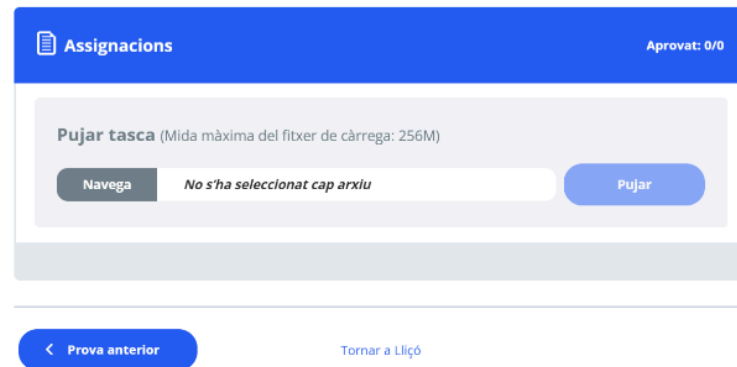 Assignacions
Aprovat: 0/0
Pujar tasca (Mida màxima del fitxer de càrrega: 256M)
Navega
No s'ha seleccionat cap arxiu
Pujar
Prova anterior
Tornar a Lliçó